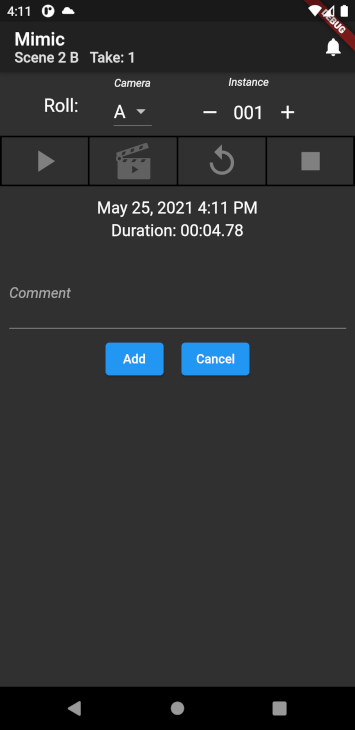 4:11
DEBUG
Mimic
Scene 2 B Take: 1
Camera
Instance
Roll:
A
001
May 25, 2021 4:11 PM
Duration: 00:04.78
Comment
Add
Cancel